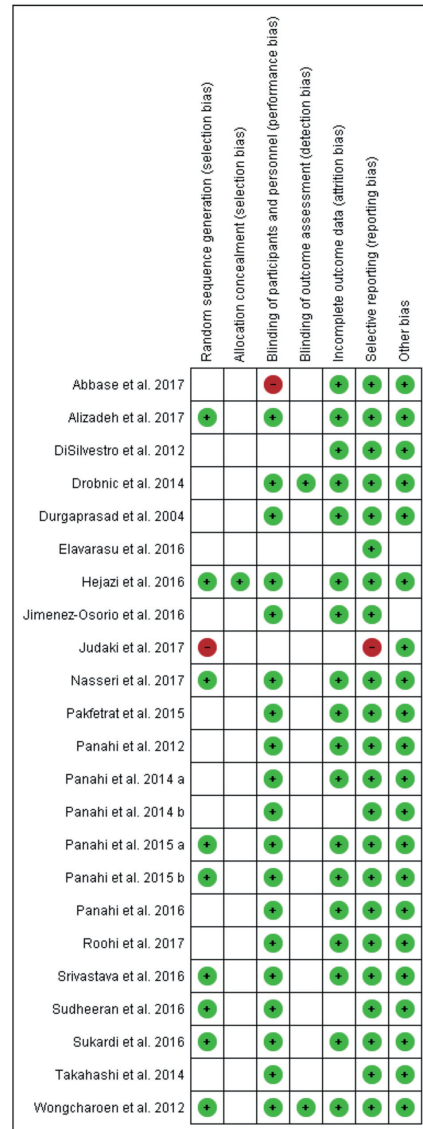 Random sequence generation (selection bias)
Allocation concealment (selection bias)
Blinding of participants and personnel (performance bias)
Blinding of outcome assessment (detection bias)
Incomplete outcome data (attrition bias)
Selective reporting (reporting bias)
Other bias
Abbase et al. 2017 - + + +
Alizadeh et al. 2017 + + + + +
DiSilvestro et al. 2012 + + +
Drobnic et al. 2014 + + + + +
Durgaprasad et al. 2004 + + + +
Elavarasu et al. 2016 +
Hejazi et al. 2016 + + + + + +
Jimenez-Osorio et al. 2016 + + +
Judaki et al. 2017 - - +
Nasseri et al. 2017 + + + + +
Pakfetrat et al. 2015 + + + +
Panahi et al. 2012 + + + +
Panahi et al. 2014 a + + + +
Panahi et al. 2014 b + + +
Panahi et al. 2015 a + + + + +
Panahi et al. 2015 b + + + + +
Panahi et al. 2016 + + + +
Roohi et al. 2017 + + + +
Srivastava et al. 2016 + + + + +
Sudheeran et al. 2016 + + + +
Sukardi et al. 2016 + + + + +
Takahashi et al. 2014 + + +
Wongcharoen et al. 2012 + + + + + +